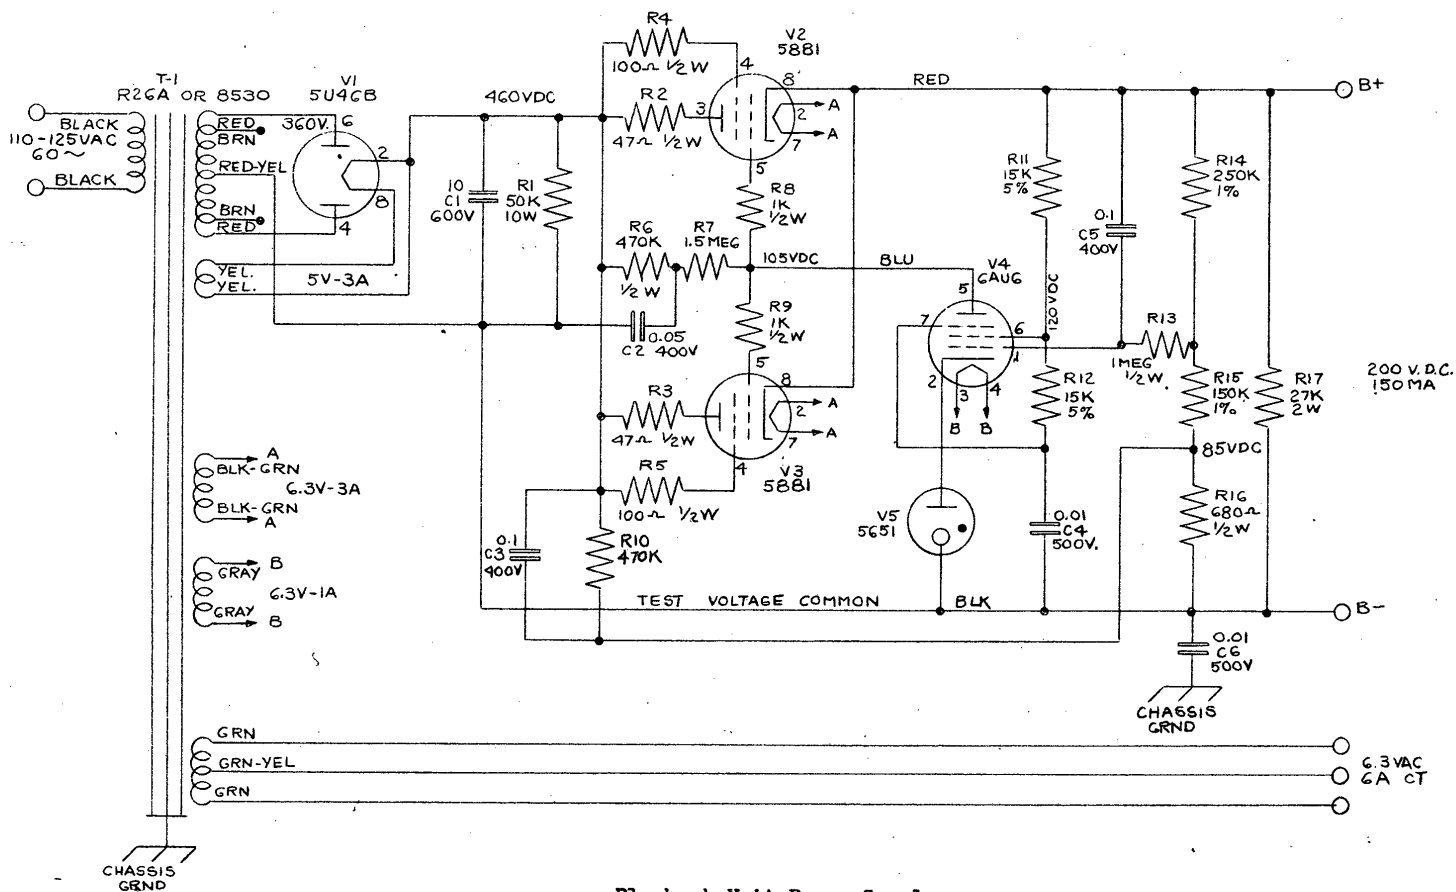 T-1
R26A OR 8530
BLACK
110-125VAC
60~
BLACK
RED
BRN
RED-YEL
BRN
RED
YEL.
YEL.
5V-3A
360V.
V1
5U4GB
6
2
8
4
460VDC
10
C1
600V
R1
50K
10W
R4
100Ω 1/2W
R2
47Ω 1/2W
V2
5881
4
3
8
2
7
5
A
A
RED
B+
R8
1K
1/2W
R6
470K
1/2W
R7
1.5MEG
0.05
C2 400V
105VDC
BLU
R9
1K
1/2W
V4
6AU6
5
7
6
1
2
3
4
B
B
120VDC
R11
15K
5%
R12
15K
5%
0.1
C5
400V
R13
1MEG
1/2W
R14
250K
1%
R15
150K
1%
R17
27K
2W
200 V.D.C.
150MA
85VDC
R16
680Ω
1/2W
R3
47Ω 1/2W
R5
100Ω 1/2W
5
8
2
7
4
A
A
V3
5881
V5
5651
0.01
C4
500V.
0.1
C3
400V
R10
470K
TEST VOLTAGE COMMON
BLK
B-
0.01
C6
500V
CHASSIS
GRND
A
BLK-GRN
6.3V-3A
BLK-GRN
A
B
GRAY
6.3V-1A
GRAY
B
GRN
GRN-YEL
GRN
6.3VAC
6A CT
CHASSIS
GRND